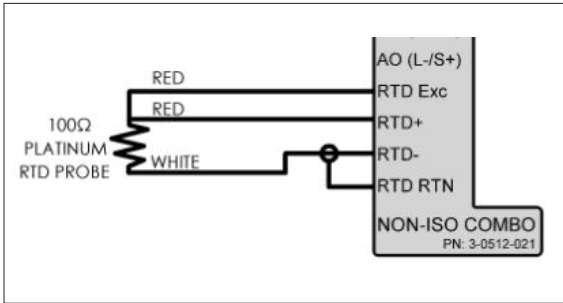 AO (L-/S+)
RED
RTD Exc
RED
RTD+
100Ω
PLATINUM
RTD PROBE
WHITE
RTD-
RTD RTN
NON-ISO COMBO
PN: 3-0512-021